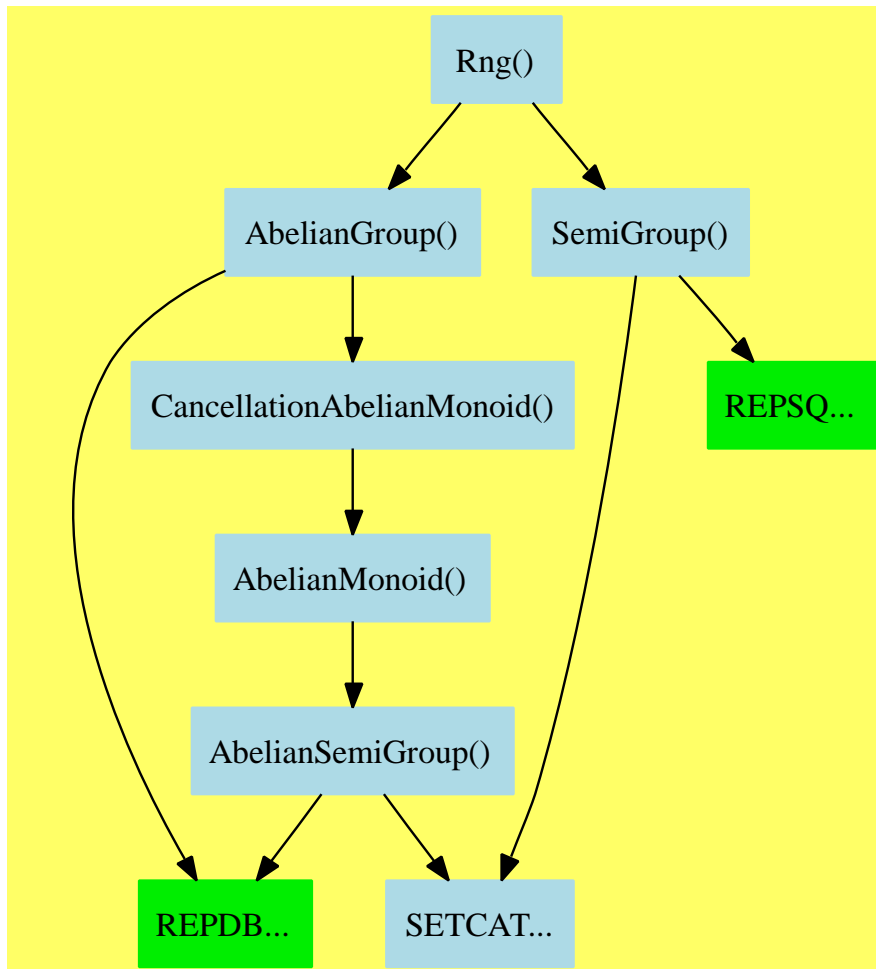 Rng()
AbelianGroup()
SemiGroup()
CancellationAbelianMonoid()
REPSQ...
AbelianMonoid()
AbelianSemiGroup()
REPDB...
SETCAT...